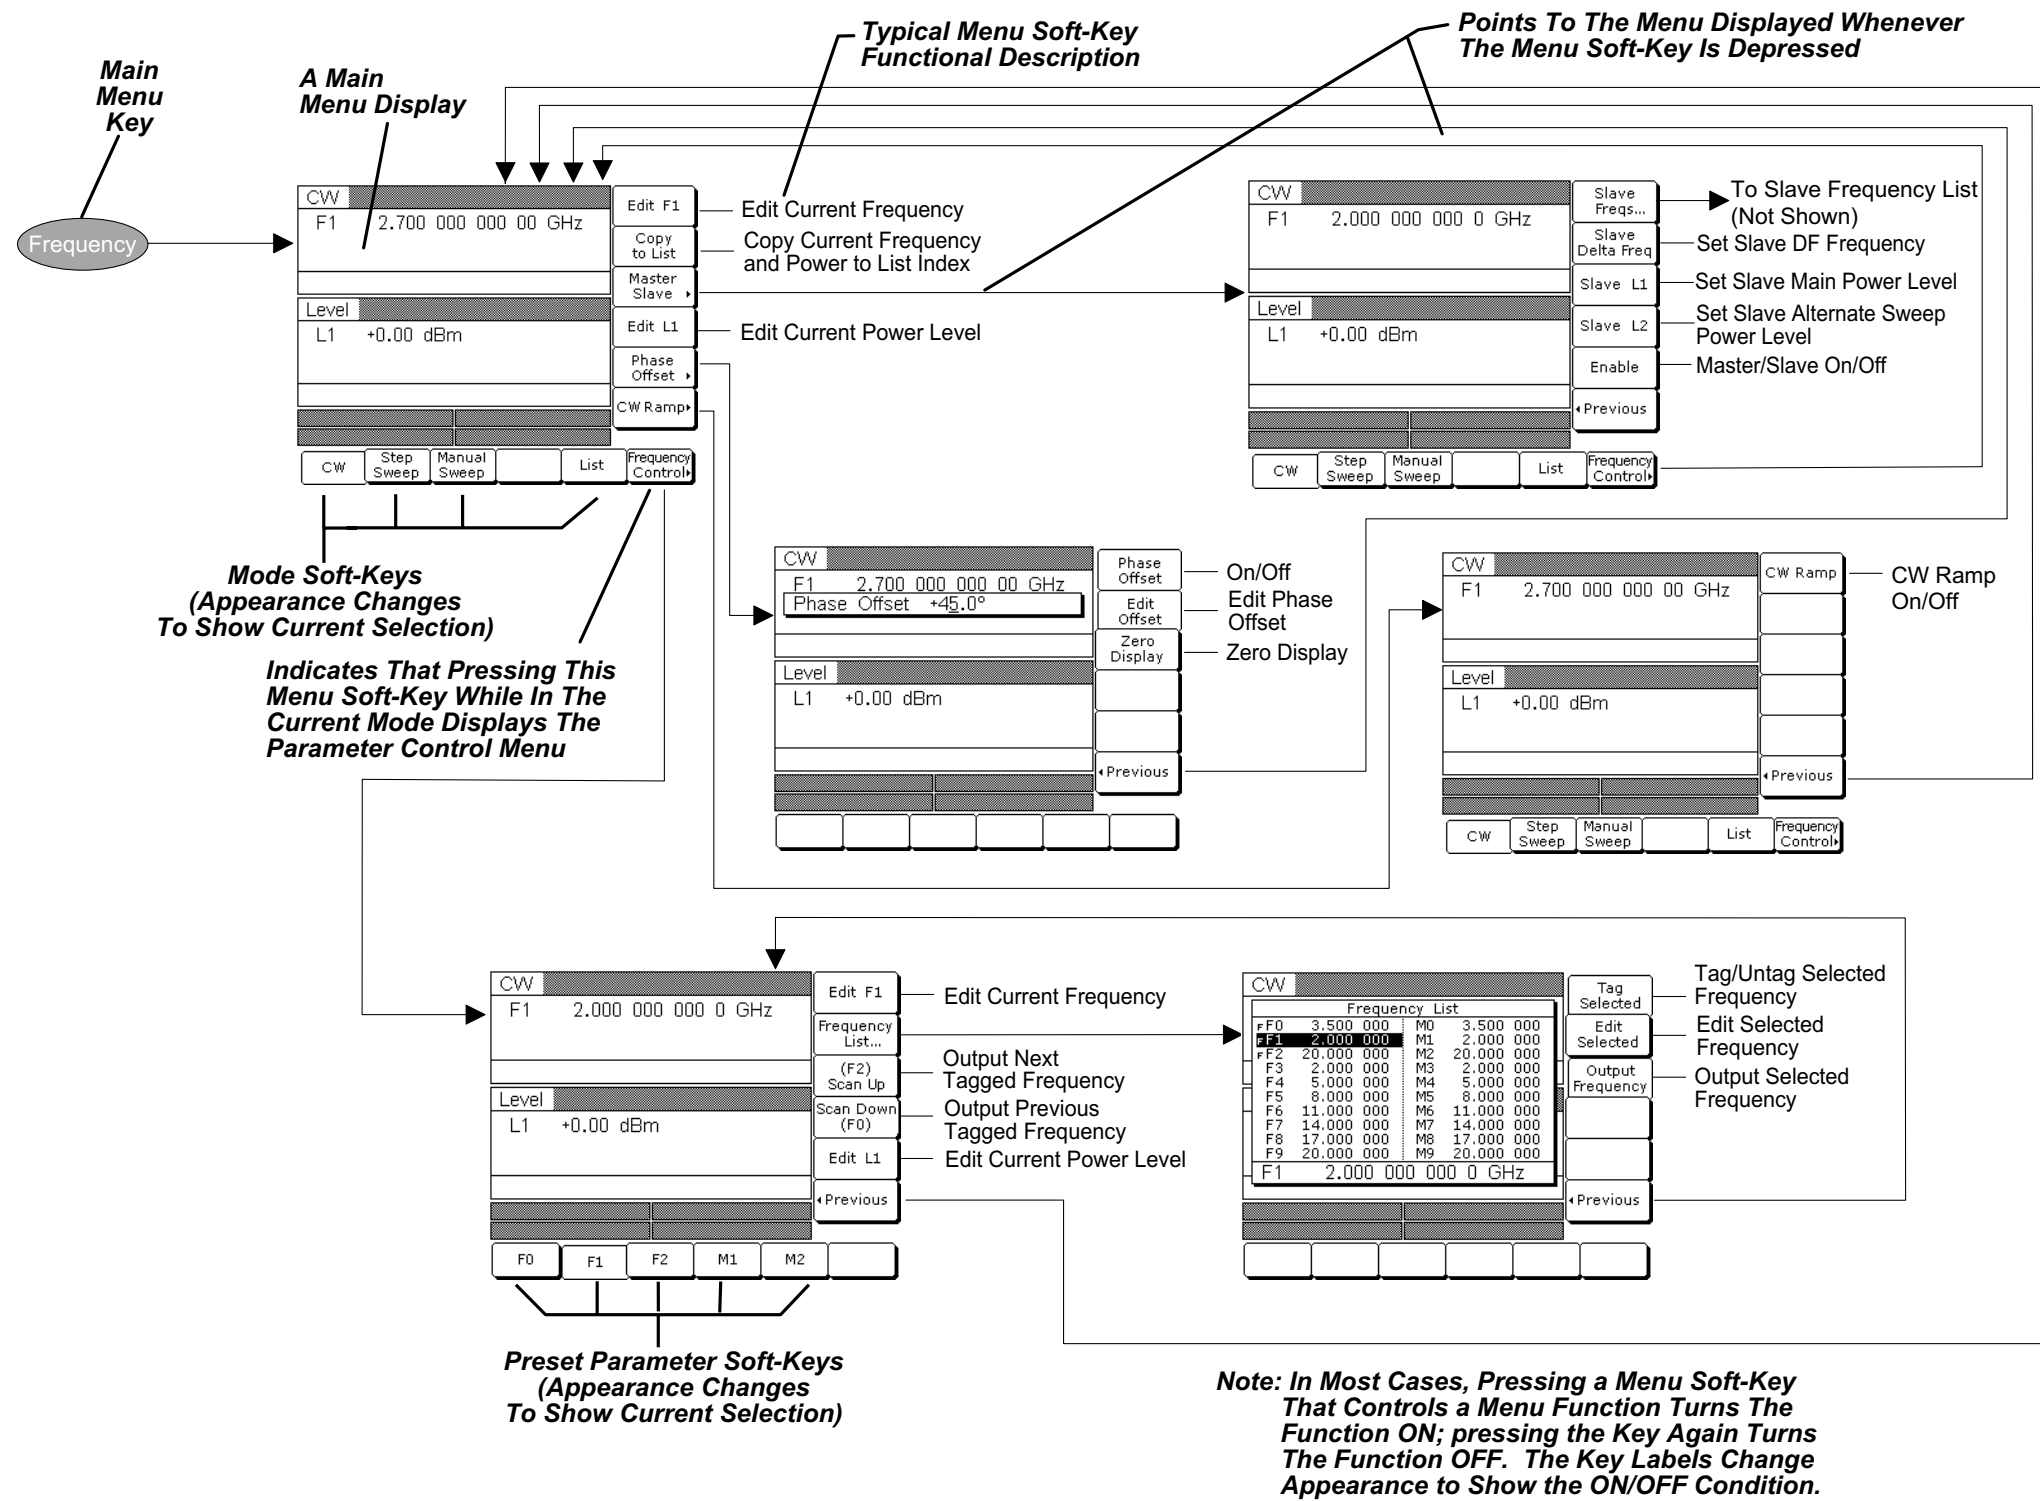 Main
Menu
Key
A Main
Menu Display
Typical Menu Soft-Key
Functional Description
Points To The Menu Displayed Whenever
The Menu Soft-Key Is Depressed
Frequency
CW
F1 2.700 000 000 00 GHz
Level
L1 +0.00 dBm
Edit F1
Copy
to List
Master
Slave
Edit L1
Phase
Offset
CW Ramp
Edit Current Frequency
Copy Current Frequency
and Power to List Index
Edit Current Power Level
CW
Step
Sweep
Manual
Sweep
List
Frequency
Control
CW
F1 2.000 000 000 0 GHz
Level
L1 +0.00 dBm
Slave
Freqs...
Slave
Delta Freq
Slave L1
Slave L2
Enable
Previous
To Slave Frequency List
(Not Shown)
Set Slave DF Frequency
Set Slave Main Power Level
Set Slave Alternate Sweep
Power Level
Master/Slave On/Off
CW
Step
Sweep
Manual
Sweep
List
Frequency
Control
Mode Soft-Keys
(Appearance Changes
To Show Current Selection)
Indicates That Pressing This
Menu Soft-Key While In The
Current Mode Displays The
Parameter Control Menu
CW
F1 2.700 000 000 00 GHz
Phase Offset +45.0°
Level
L1 +0.00 dBm
Phase
Offset
Edit
Offset
Zero
Display
Previous
On/Off
Edit Phase
Offset
Zero Display
CW
F1 2.700 000 000 00 GHz
Level
L1 +0.00 dBm
CW Ramp
Previous
CW Ramp
On/Off
CW
Step
Sweep
Manual
Sweep
List
Frequency
Control
CW
F1 2.000 000 000 0 GHz
Level
L1 +0.00 dBm
Edit F1
Frequency
List...
(F2)
Scan Up
Scan Down
(F0)
Edit L1
Previous
Edit Current Frequency
Output Next
Tagged Frequency
Output Previous
Tagged Frequency
Edit Current Power Level
F0 F1 F2 M1 M2
Preset Parameter Soft-Keys
(Appearance Changes
To Show Current Selection)
CW
Frequency List
F F0 3.500 000 M0 3.500 000
F F1 2.000 000 M1 2.000 000
F F2 20.000 000 M2 20.000 000
F3 2.000 000 M3 2.000 000
F4 5.000 000 M4 5.000 000
F5 8.000 000 M5 8.000 000
F6 11.000 000 M6 11.000 000
F7 14.000 000 M7 14.000 000
F8 17.000 000 M8 17.000 000
F9 20.000 000 M9 20.000 000
F1 2.000 000 000 0 GHz
Tag
Selected
Edit
Selected
Output
Frequency
Previous
Tag/Untag Selected
Frequency
Edit Selected
Frequency
Output Selected
Frequency
Note: In Most Cases, Pressing a Menu Soft-Key
That Controls a Menu Function Turns The
Function ON; pressing the Key Again Turns
The Function OFF. The Key Labels Change
Appearance to Show the ON/OFF Condition.